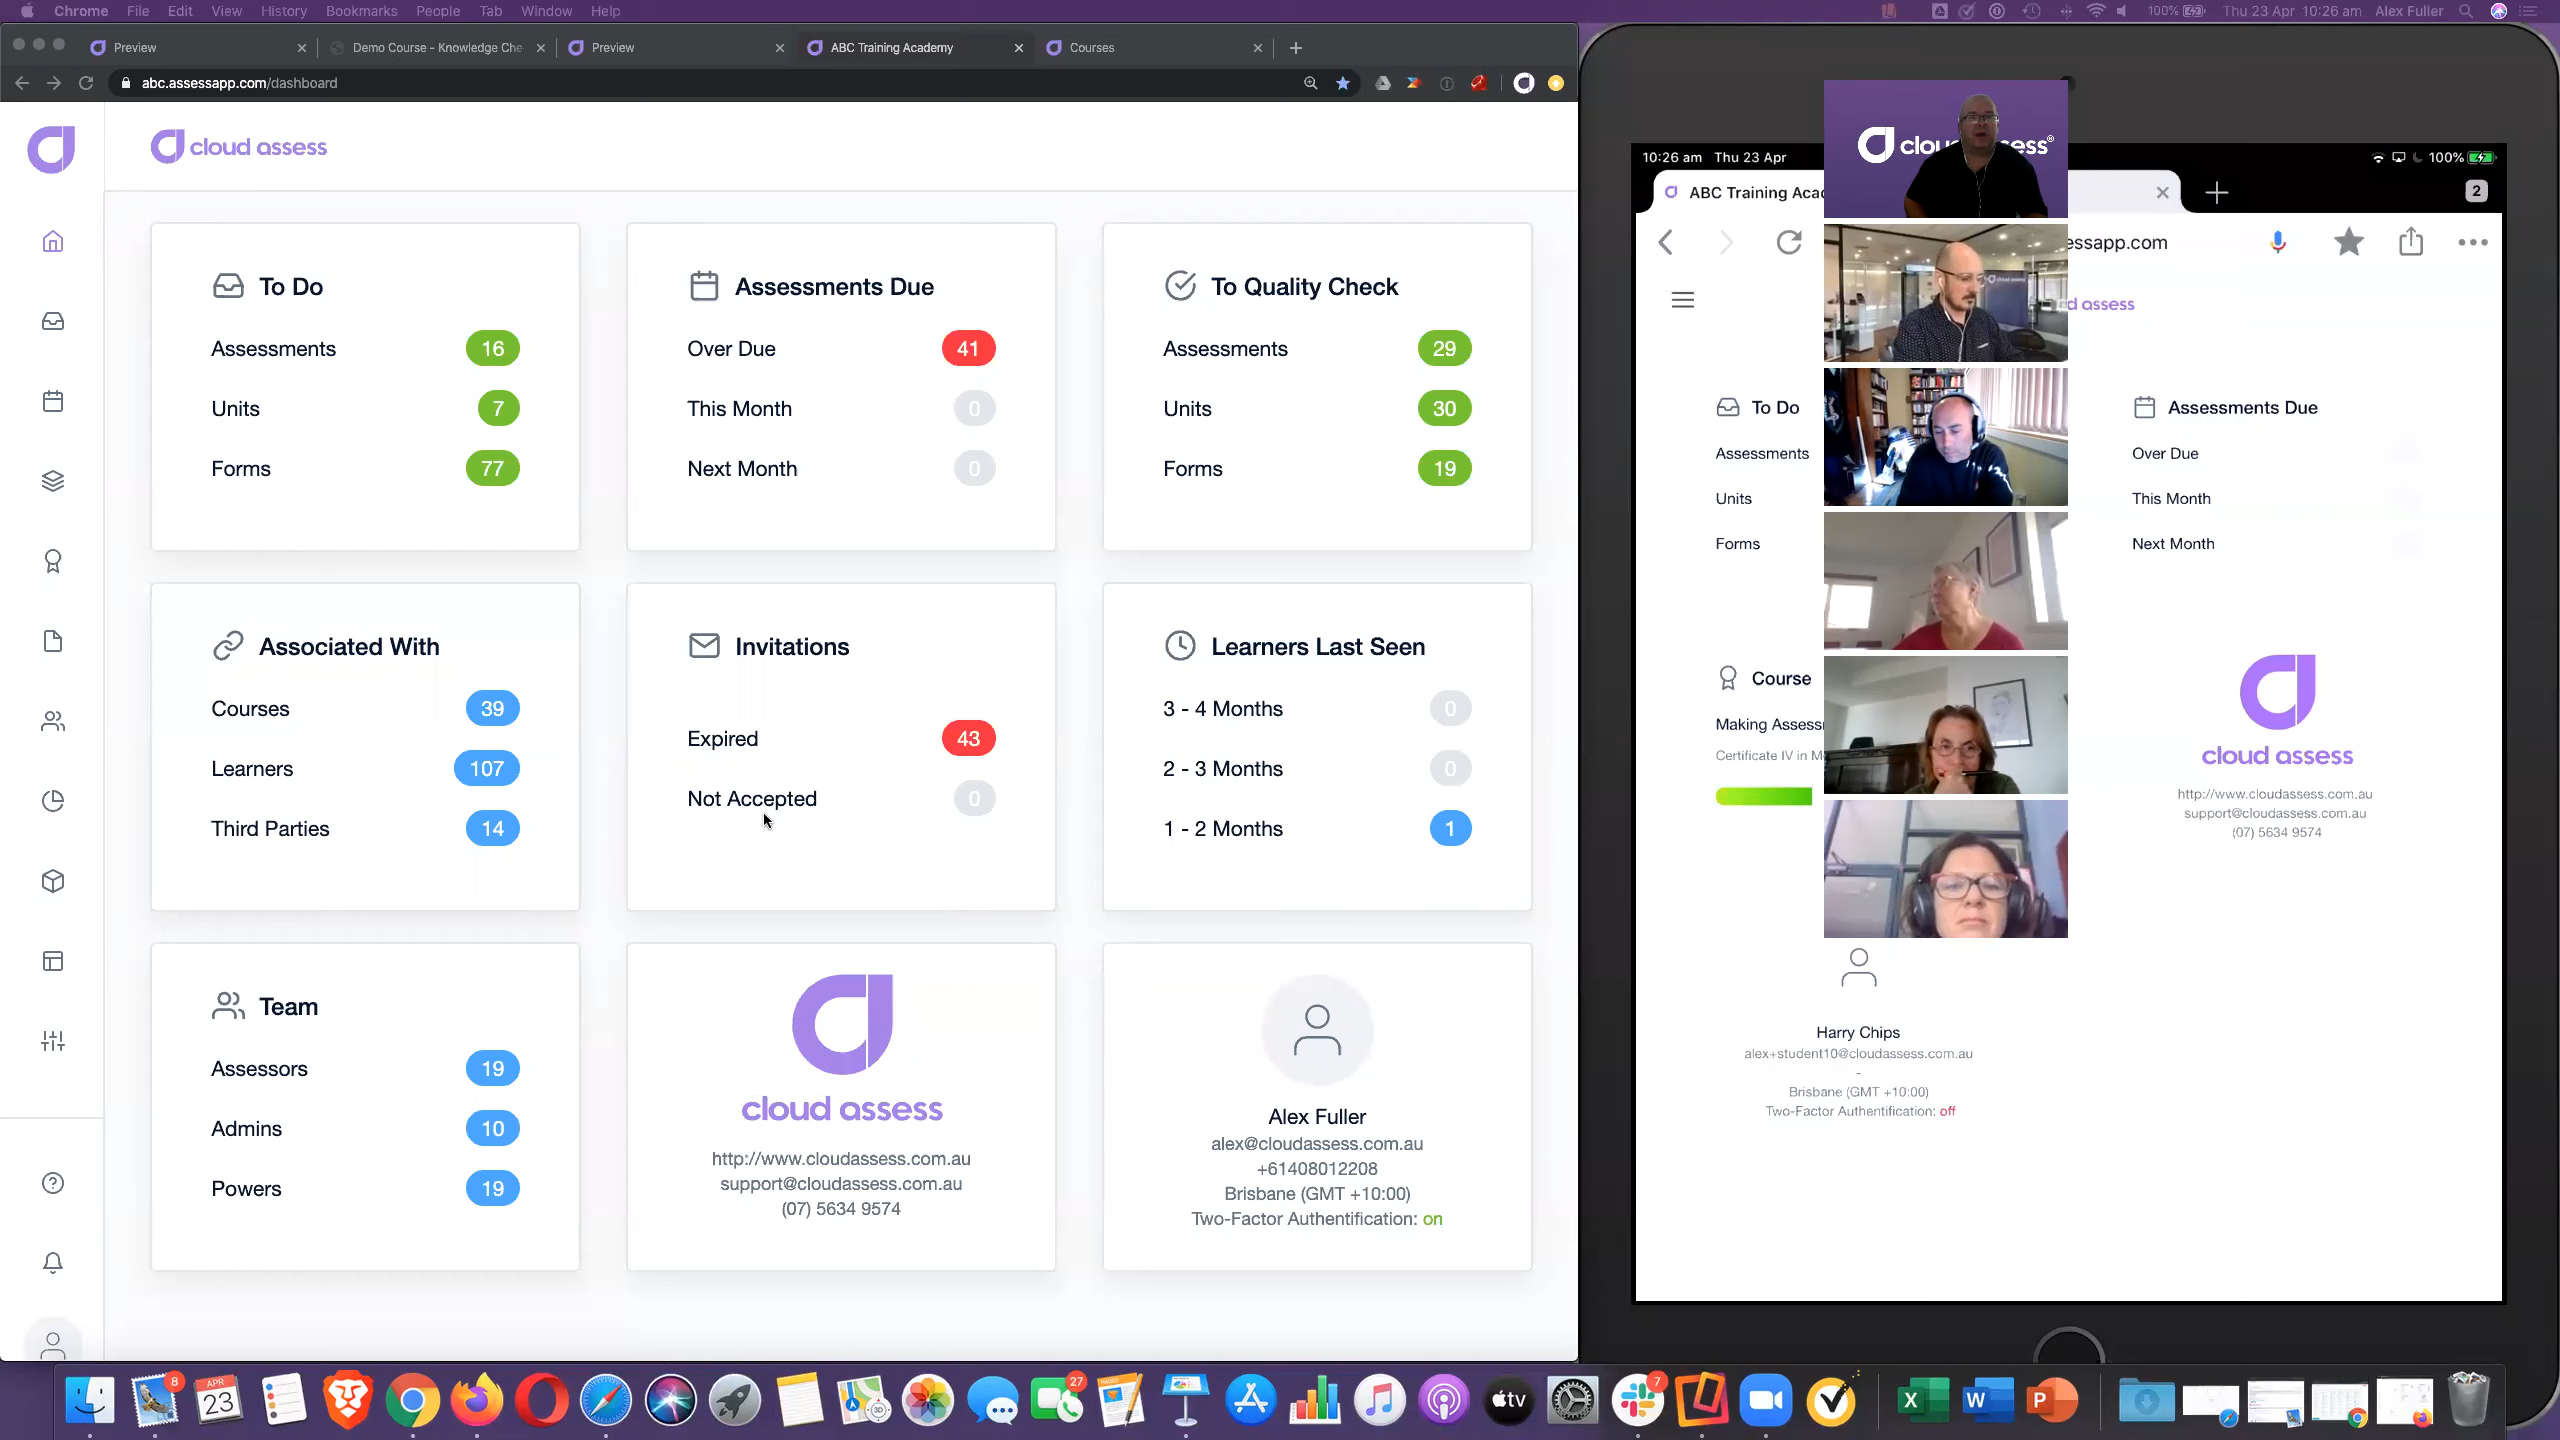 Chrome File Edit View History Bookmarks People Tab Window Help
100% Thu 23 Apr 10:26 am Alex Fuller
Preview
Demo Course - Knowledge Che
Preview
ABC Training Academy
Courses
abc.assessapp.com/dashboard
cloud assess
To Do
Assessments 16
Units 7
Forms 77
Assessments Due
Over Due 41
This Month 0
Next Month 0
To Quality Check
Assessments 29
Units 30
Forms 19
Associated With
Courses 39
Learners 107
Third Parties 14
Invitations
Expired 43
Not Accepted 0
Learners Last Seen
3 - 4 Months 0
2 - 3 Months 0
1 - 2 Months 1
Team
Assessors 19
Admins 10
Powers 19
cloud assess
http://www.cloudassess.com.au
support@cloudassess.com.au
(07) 5634 9574
Alex Fuller
alex@cloudassess.com.au
+61408012208
Brisbane (GMT +10:00)
Two-Factor Authentification: on
10:26 am Thu 23 Apr
100%
ABC Training Aca
2
essapp.com
d assess
To Do
Assessments
Units
Forms
Assessments Due
Over Due
This Month
Next Month
Course
Making Assess
Certificate IV in M
cloud assess
http://www.cloudassess.com.au
support@cloudassess.com.au
(07) 5634 9574
Harry Chips
alex+student10@cloudassess.com.au
-
Brisbane (GMT +10:00)
Two-Factor Authentification: off
8
APR
23
27
tv
7
X
W
P